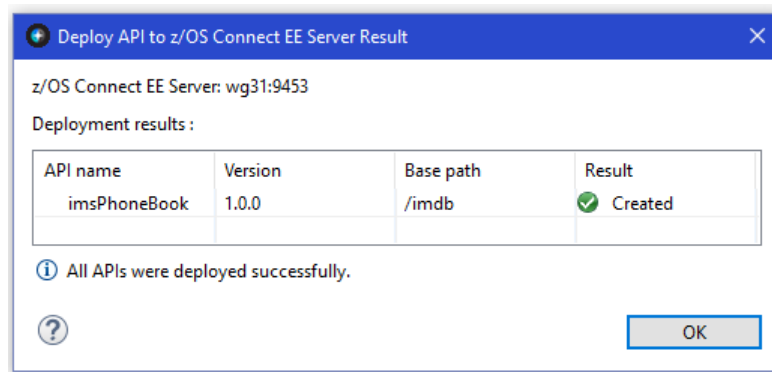 Deploy API to z/OS Connect EE Server Result
z/OS Connect EE Server: wg31:9453
Deployment results :
API name Version Base path Result
imsPhoneBook 1.0.0 /imdb Created
All APIs were deployed successfully.
OK